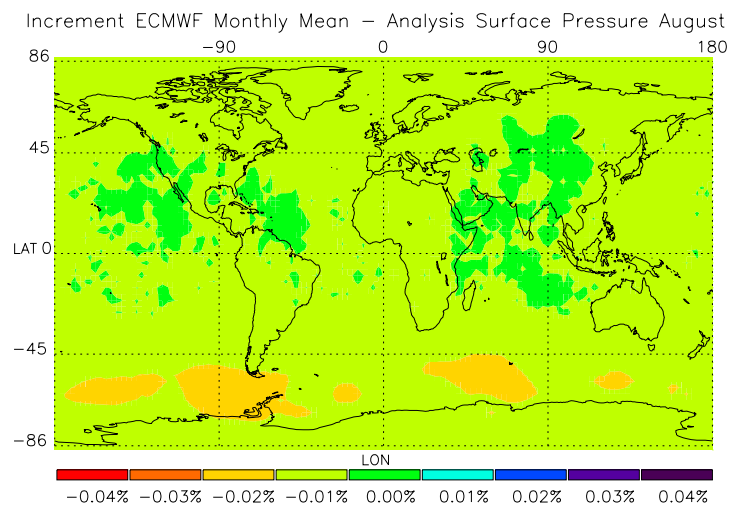 Increment ECMWF Monthly Mean – Analysis Surface Pressure August
−90 0 90 180
86
45
LAT 0
−45
−86
LON
−0.04% −0.03% −0.02% −0.01% 0.00% 0.01% 0.02% 0.03% 0.04%